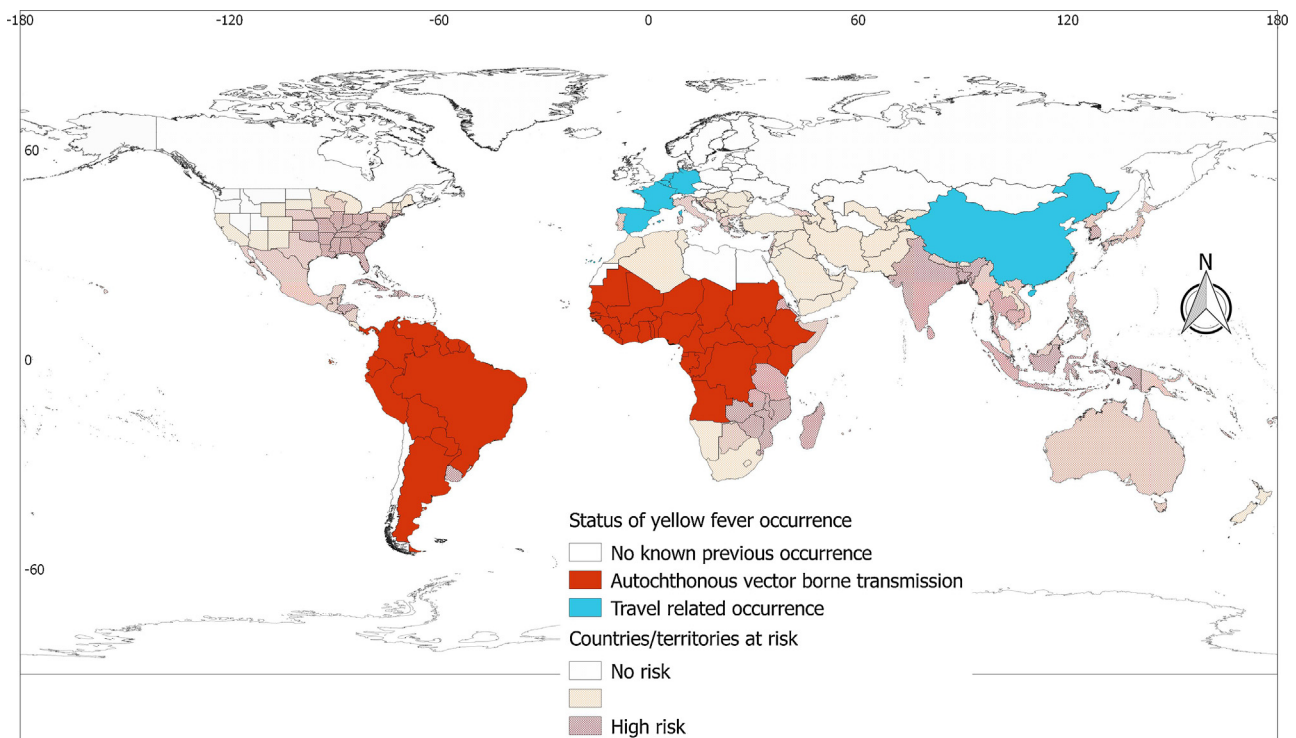 -180 -120 -60 0 60 120 180
60
0
-60
N
Status of yellow fever occurrence
No known previous occurrence
Autochthonous vector borne transmission
Travel related occurrence
Countries/territories at risk
No risk
High risk